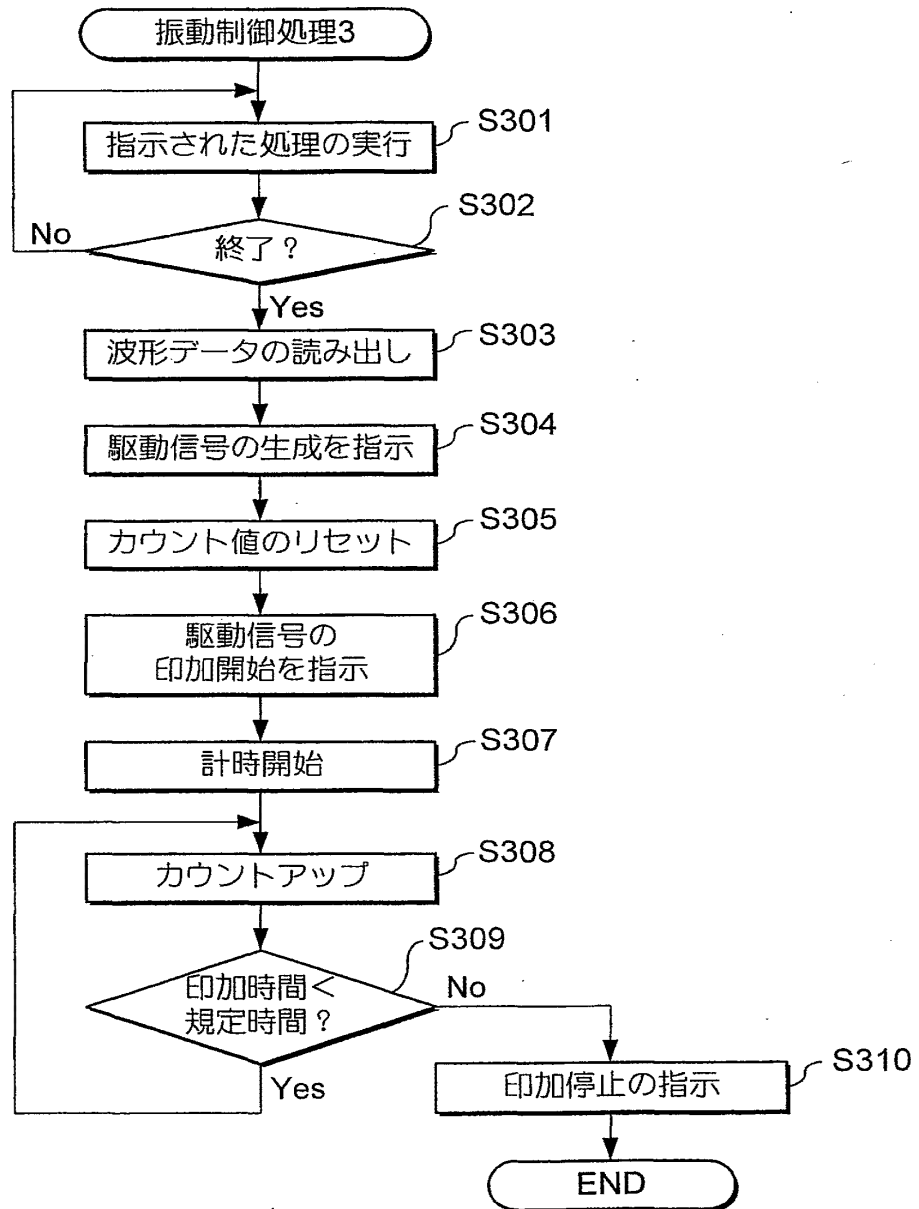 振動制御処理3
指示された処理の実行
S301
終了？
S302
No
Yes
波形データの読み出し
S303
駆動信号の生成を指示
S304
カウント値のリセット
S305
駆動信号の
印加開始を指示
S306
計時開始
S307
カウントアップ
S308
印加時間＜
規定時間？
S309
No
Yes
印加停止の指示
S310
END